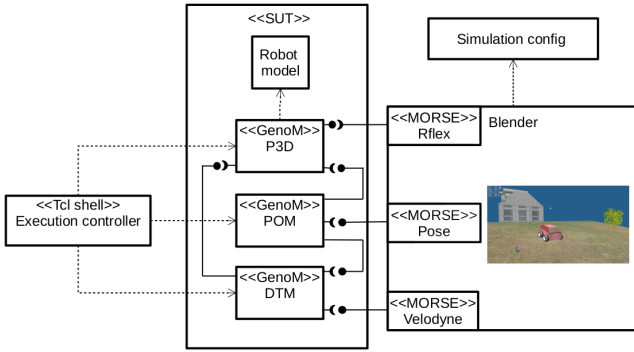 <<SUT>>
Simulation config
Robot
model
<<GenoM>>
P3D
<<MORSE>>
Rflex
Blender
<<Tcl shell>>
Execution controller
<<GenoM>>
POM
<<MORSE>>
Pose
<<GenoM>>
DTM
<<MORSE>>
Velodyne